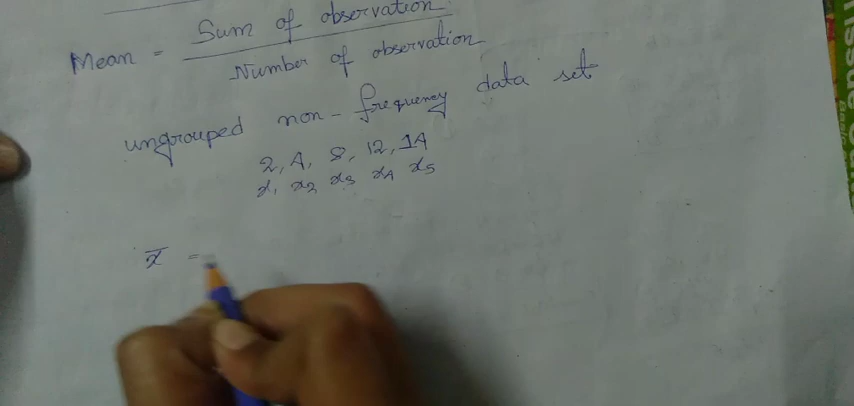 Sum of observation
Mean =
Number of observation
ungrouped non-frequency data set
2, 4, 8, 12, 14
x₁ x₂ x₃ x₄ x₅
x̄ =
Tissue